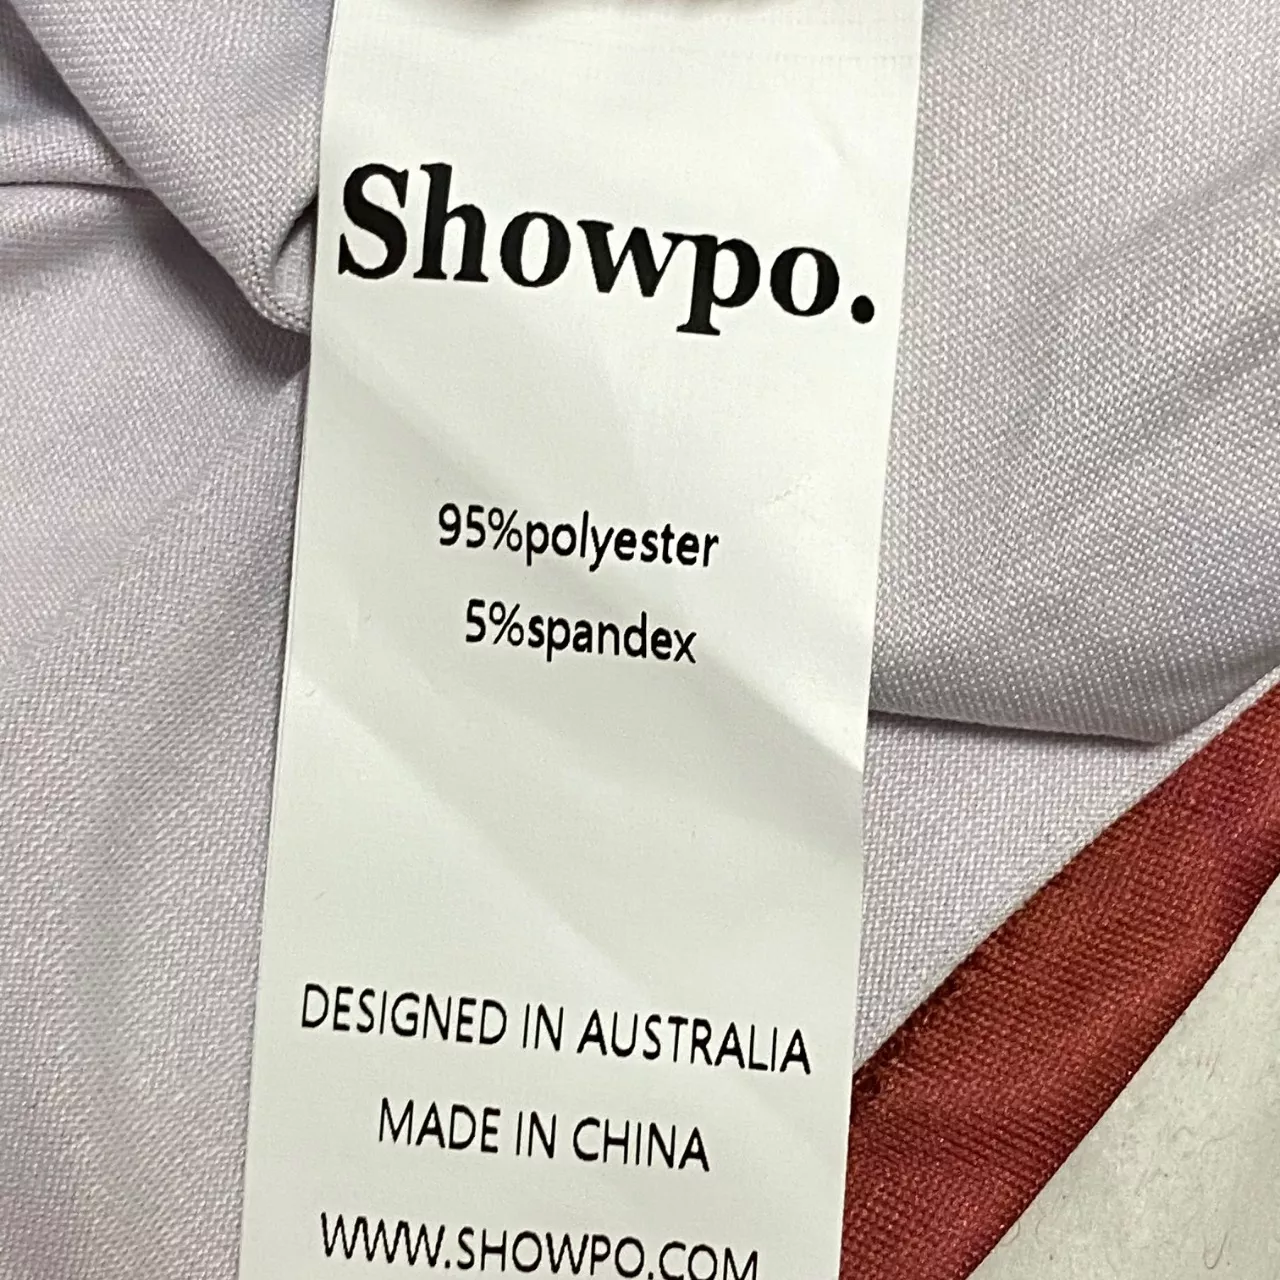 Showpo.
95%polyester
5%spandex
DESIGNED IN AUSTRALIA
MADE IN CHINA
WWW.SHOWPO.COM